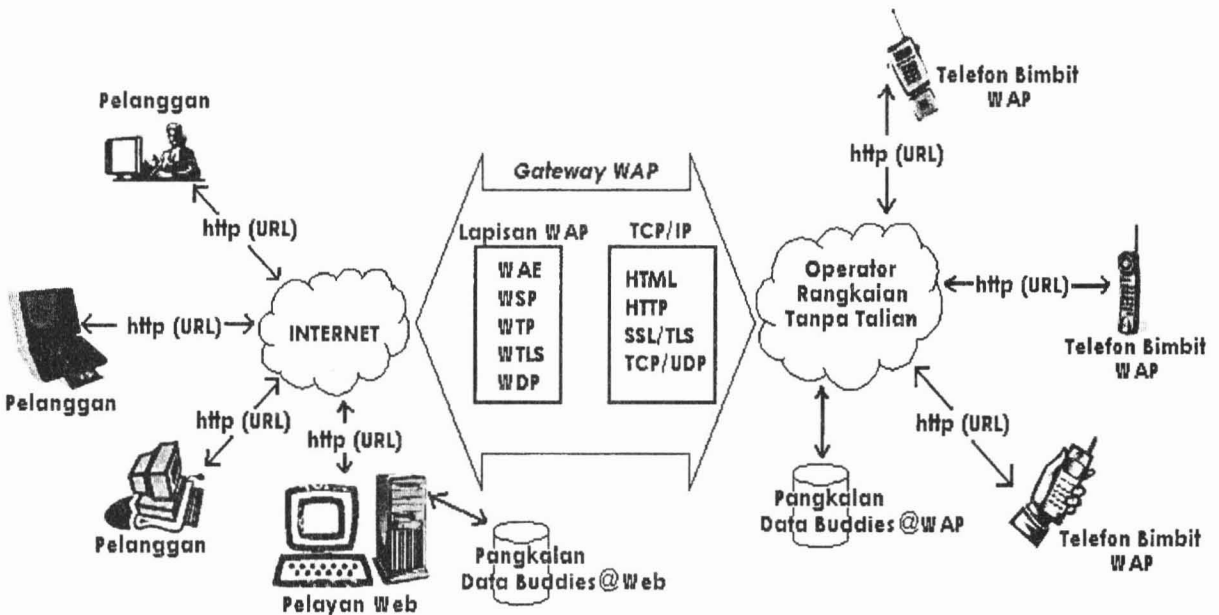 Pelanggan
http (URL)
Pelanggan
http (URL)
Pelanggan
http (URL)
INTERNET
http (URL)
Pelayan Web
Pangkalan
Data Buddies@Web
Gateway WAP
Lapisan WAP
WAE
WSP
WTP
WTLS
WDP
TCP/IP
HTML
HTTP
SSL/TLS
TCP/UDP
Operator
Rangkaian
Tanpa Talian
Telefon Bimbit
WAP
http (URL)
http (URL)
Telefon Bimbit
WAP
http (URL)
Telefon Bimbit
WAP
Pangkalan
Data Buddies@WAP